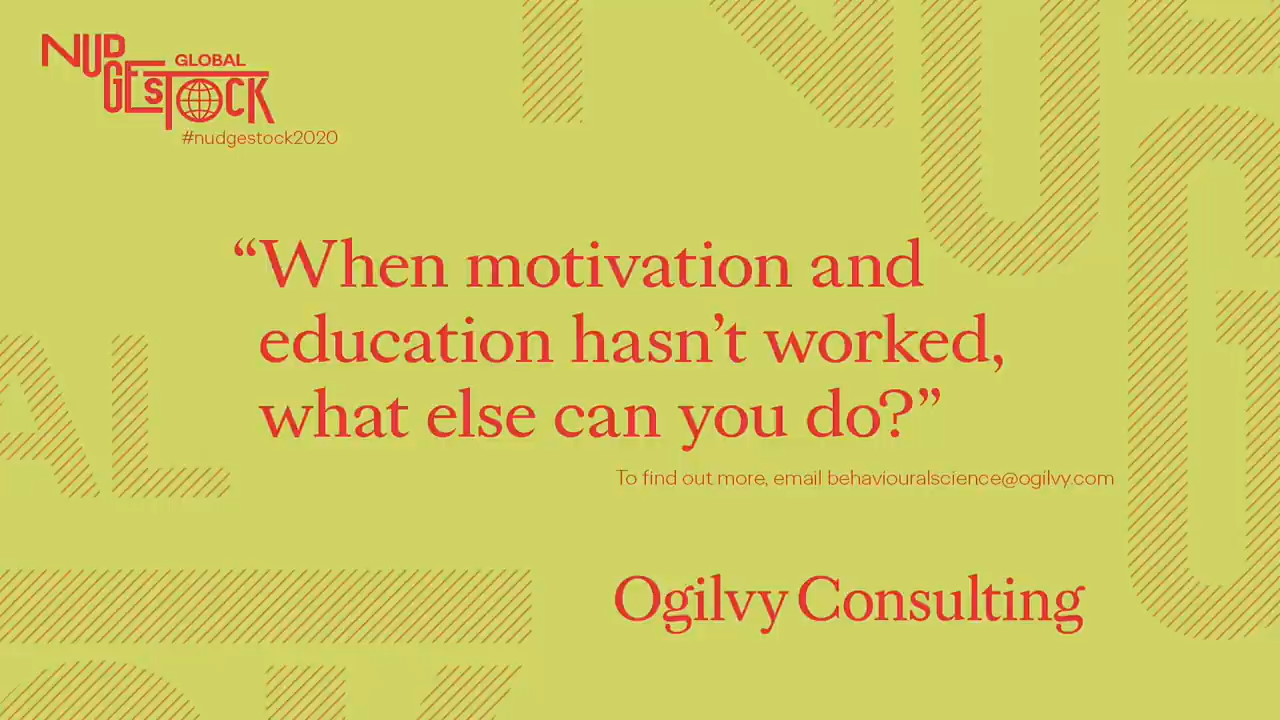 NUDGESTOCK
GLOBAL
#nudgestock2020
“When motivation and
education hasn’t worked,
what else can you do?”
To find out more, email behaviouralscience@ogilvy.com
Ogilvy Consulting